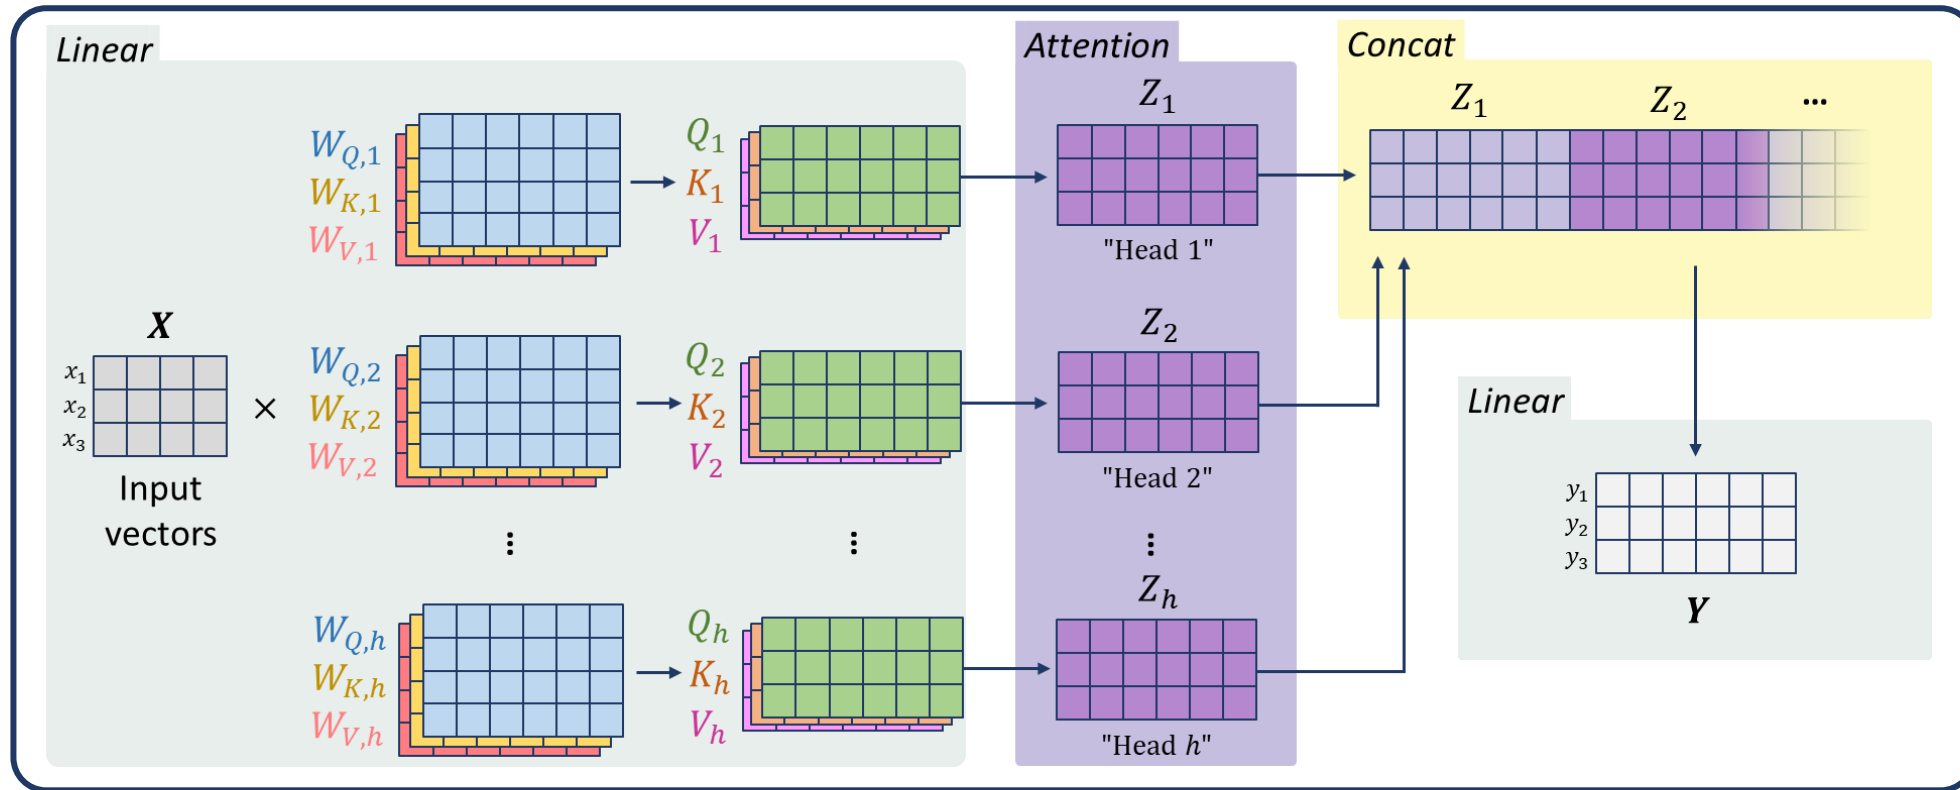 Linear
W_{Q,1}
W_{K,1}
W_{V,1}
Q_1
K_1
V_1
X
x_1
x_2
x_3
×
Input
vectors
W_{Q,2}
W_{K,2}
W_{V,2}
Q_2
K_2
V_2
⋮
⋮
W_{Q,h}
W_{K,h}
W_{V,h}
Q_h
K_h
V_h
Attention
Z_1
"Head 1"
Z_2
"Head 2"
⋮
Z_h
"Head h"
Concat
Z_1 Z_2 ...
Linear
y_1
y_2
y_3
Y